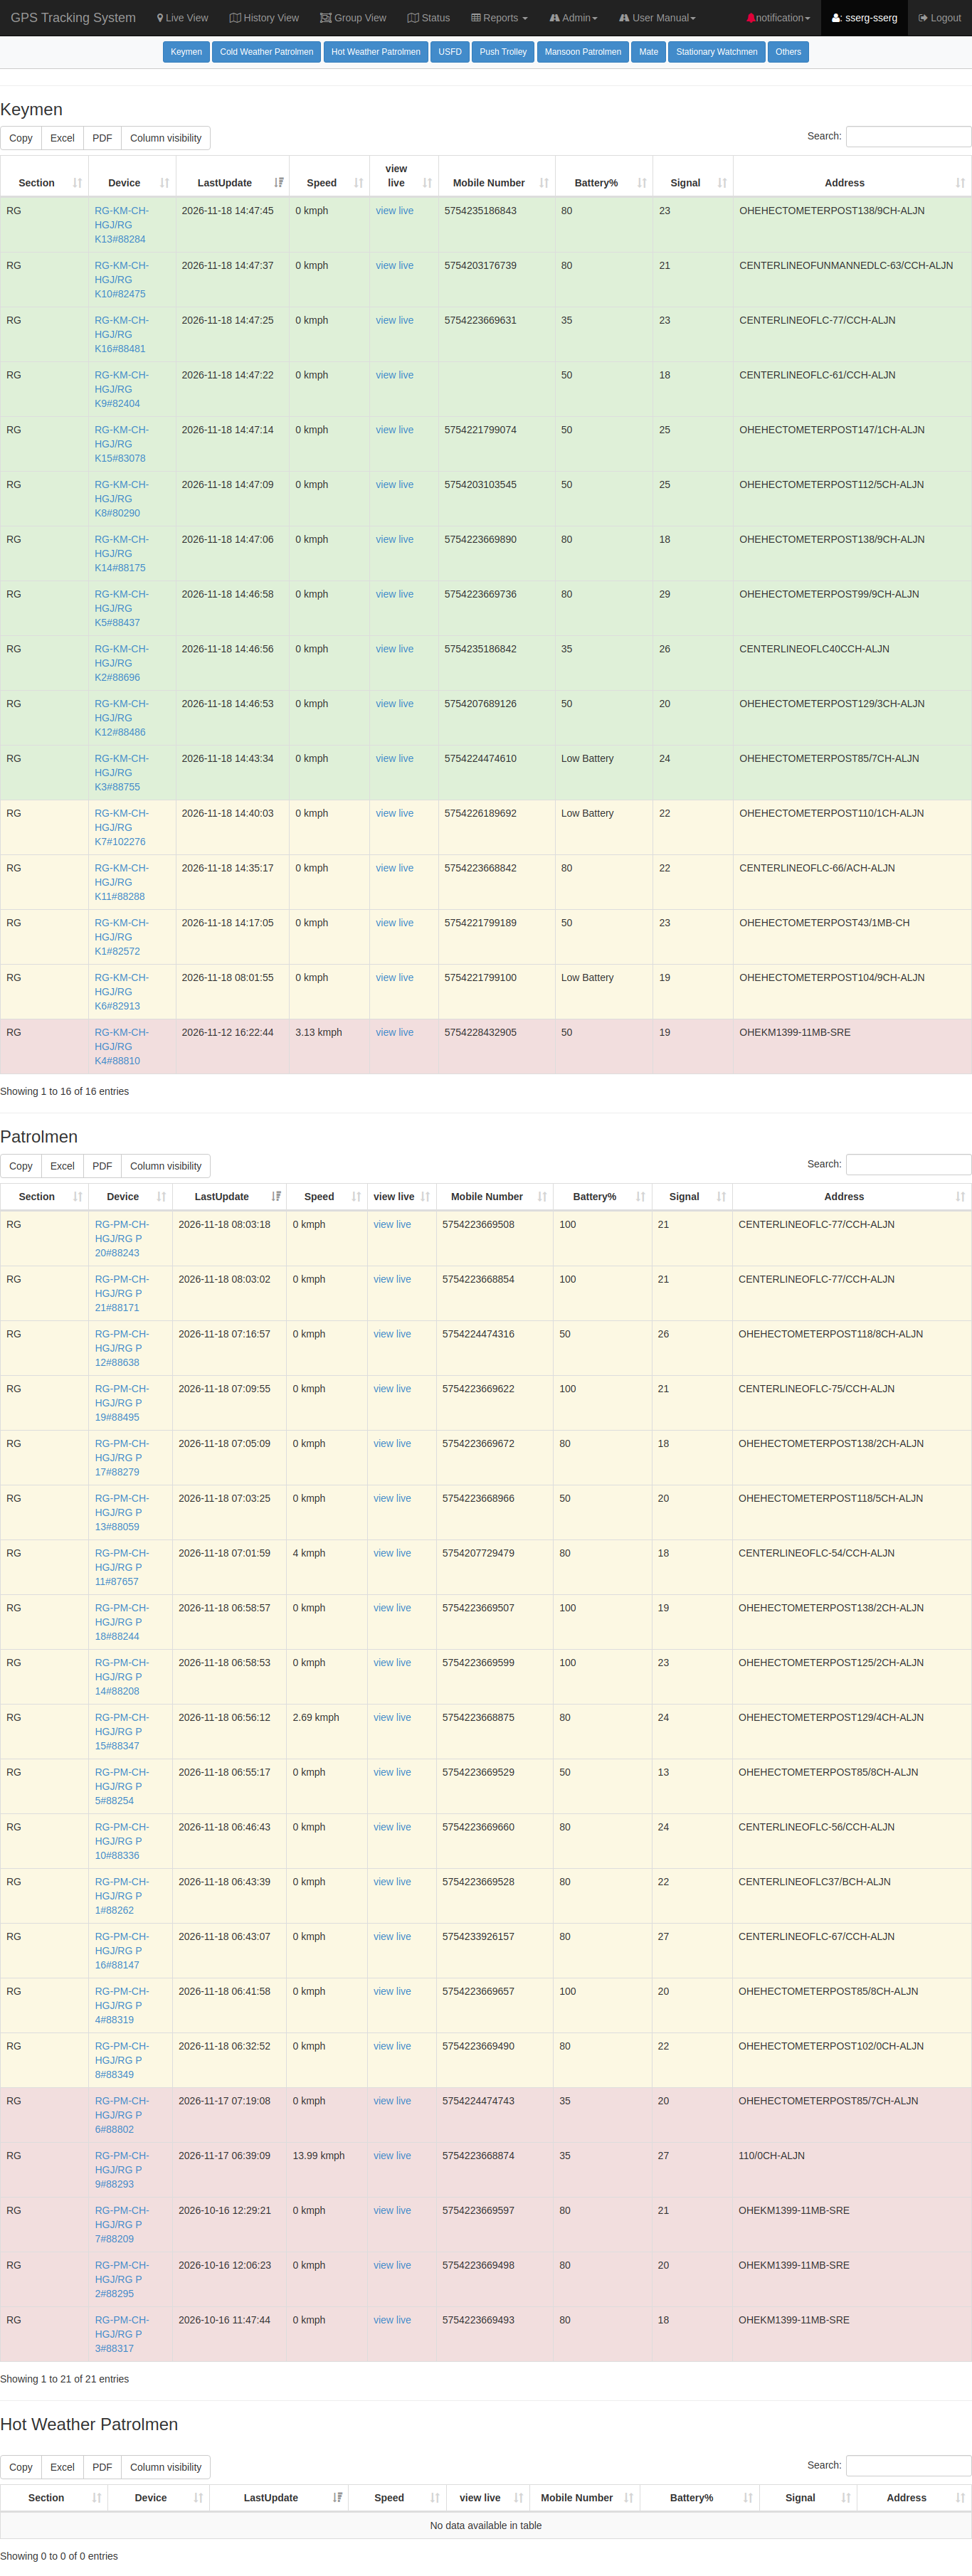 GPS Tracking System Live View History View Group View Status Reports Admin User Manual notification : sserg-sserg Logout
Keymen Cold Weather Patrolmen Hot Weather Patrolmen USFD Push Trolley Mansoon Patrolmen Mate Stationary Watchmen Others
Keymen
Copy Excel PDF Column visibility Search:
view
Section Device LastUpdate Speed live Mobile Number Battery% Signal Address
RG RG-KM-CH- 2026-11-18 14:47:45 0 kmph view live 5754235186843 80 23 OHEHECTOMETERPOST138/9CH-ALJN
HGJ/RG
K13#88284
RG RG-KM-CH- 2026-11-18 14:47:37 0 kmph view live 5754203176739 80 21 CENTERLINEOFUNMANNEDLC-63/CCH-ALJN
HGJ/RG
K10#82475
RG RG-KM-CH- 2026-11-18 14:47:25 0 kmph view live 5754223669631 35 23 CENTERLINEOFLC-77/CCH-ALJN
HGJ/RG
K16#88481
RG RG-KM-CH- 2026-11-18 14:47:22 0 kmph view live 50 18 CENTERLINEOFLC-61/CCH-ALJN
HGJ/RG
K9#82404
RG RG-KM-CH- 2026-11-18 14:47:14 0 kmph view live 5754221799074 50 25 OHEHECTOMETERPOST147/1CH-ALJN
HGJ/RG
K15#83078
RG RG-KM-CH- 2026-11-18 14:47:09 0 kmph view live 5754203103545 50 25 OHEHECTOMETERPOST112/5CH-ALJN
HGJ/RG
K8#80290
RG RG-KM-CH- 2026-11-18 14:47:06 0 kmph view live 5754223669890 80 18 OHEHECTOMETERPOST138/9CH-ALJN
HGJ/RG
K14#88175
RG RG-KM-CH- 2026-11-18 14:46:58 0 kmph view live 5754223669736 80 29 OHEHECTOMETERPOST99/9CH-ALJN
HGJ/RG
K5#88437
RG RG-KM-CH- 2026-11-18 14:46:56 0 kmph view live 5754235186842 35 26 CENTERLINEOFLC40CCH-ALJN
HGJ/RG
K2#88696
RG RG-KM-CH- 2026-11-18 14:46:53 0 kmph view live 5754207689126 50 20 OHEHECTOMETERPOST129/3CH-ALJN
HGJ/RG
K12#88486
RG RG-KM-CH- 2026-11-18 14:43:34 0 kmph view live 5754224474610 Low Battery 24 OHEHECTOMETERPOST85/7CH-ALJN
HGJ/RG
K3#88755
RG RG-KM-CH- 2026-11-18 14:40:03 0 kmph view live 5754226189692 Low Battery 22 OHEHECTOMETERPOST110/1CH-ALJN
HGJ/RG
K7#102276
RG RG-KM-CH- 2026-11-18 14:35:17 0 kmph view live 5754223668842 80 22 CENTERLINEOFLC-66/ACH-ALJN
HGJ/RG
K11#88288
RG RG-KM-CH- 2026-11-18 14:17:05 0 kmph view live 5754221799189 50 23 OHEHECTOMETERPOST43/1MB-CH
HGJ/RG
K1#82572
RG RG-KM-CH- 2026-11-18 08:01:55 0 kmph view live 5754221799100 Low Battery 19 OHEHECTOMETERPOST104/9CH-ALJN
HGJ/RG
K6#82913
RG RG-KM-CH- 2026-11-12 16:22:44 3.13 kmph view live 5754228432905 50 19 OHEKM1399-11MB-SRE
HGJ/RG
K4#88810
Showing 1 to 16 of 16 entries
Patrolmen
Copy Excel PDF Column visibility Search:
Section Device LastUpdate Speed view live Mobile Number Battery% Signal Address
RG RG-PM-CH- 2026-11-18 08:03:18 0 kmph view live 5754223669508 100 21 CENTERLINEOFLC-77/CCH-ALJN
HGJ/RG P
20#88243
RG RG-PM-CH- 2026-11-18 08:03:02 0 kmph view live 5754223668854 100 21 CENTERLINEOFLC-77/CCH-ALJN
HGJ/RG P
21#88171
RG RG-PM-CH- 2026-11-18 07:16:57 0 kmph view live 5754224474316 50 26 OHEHECTOMETERPOST118/8CH-ALJN
HGJ/RG P
12#88638
RG RG-PM-CH- 2026-11-18 07:09:55 0 kmph view live 5754223669622 100 21 CENTERLINEOFLC-75/CCH-ALJN
HGJ/RG P
19#88495
RG RG-PM-CH- 2026-11-18 07:05:09 0 kmph view live 5754223669672 80 18 OHEHECTOMETERPOST138/2CH-ALJN
HGJ/RG P
17#88279
RG RG-PM-CH- 2026-11-18 07:03:25 0 kmph view live 5754223668966 50 20 OHEHECTOMETERPOST118/5CH-ALJN
HGJ/RG P
13#88059
RG RG-PM-CH- 2026-11-18 07:01:59 4 kmph view live 5754207729479 80 18 CENTERLINEOFLC-54/CCH-ALJN
HGJ/RG P
11#87657
RG RG-PM-CH- 2026-11-18 06:58:57 0 kmph view live 5754223669507 100 19 OHEHECTOMETERPOST138/2CH-ALJN
HGJ/RG P
18#88244
RG RG-PM-CH- 2026-11-18 06:58:53 0 kmph view live 5754223669599 100 23 OHEHECTOMETERPOST125/2CH-ALJN
HGJ/RG P
14#88208
RG RG-PM-CH- 2026-11-18 06:56:12 2.69 kmph view live 5754223668875 80 24 OHEHECTOMETERPOST129/4CH-ALJN
HGJ/RG P
15#88347
RG RG-PM-CH- 2026-11-18 06:55:17 0 kmph view live 5754223669529 50 13 OHEHECTOMETERPOST85/8CH-ALJN
HGJ/RG P
5#88254
RG RG-PM-CH- 2026-11-18 06:46:43 0 kmph view live 5754223669660 80 24 CENTERLINEOFLC-56/CCH-ALJN
HGJ/RG P
10#88336
RG RG-PM-CH- 2026-11-18 06:43:39 0 kmph view live 5754223669528 80 22 CENTERLINEOFLC37/BCH-ALJN
HGJ/RG P
1#88262
RG RG-PM-CH- 2026-11-18 06:43:07 0 kmph view live 5754233926157 80 27 CENTERLINEOFLC-67/CCH-ALJN
HGJ/RG P
16#88147
RG RG-PM-CH- 2026-11-18 06:41:58 0 kmph view live 5754223669657 100 20 OHEHECTOMETERPOST85/8CH-ALJN
HGJ/RG P
4#88319
RG RG-PM-CH- 2026-11-18 06:32:52 0 kmph view live 5754223669490 80 22 OHEHECTOMETERPOST102/0CH-ALJN
HGJ/RG P
8#88349
RG RG-PM-CH- 2026-11-17 07:19:08 0 kmph view live 5754224474743 35 20 OHEHECTOMETERPOST85/7CH-ALJN
HGJ/RG P
6#88802
RG RG-PM-CH- 2026-11-17 06:39:09 13.99 kmph view live 5754223668874 35 27 110/0CH-ALJN
HGJ/RG P
9#88293
RG RG-PM-CH- 2026-10-16 12:29:21 0 kmph view live 5754223669597 80 21 OHEKM1399-11MB-SRE
HGJ/RG P
7#88209
RG RG-PM-CH- 2026-10-16 12:06:23 0 kmph view live 5754223669498 80 20 OHEKM1399-11MB-SRE
HGJ/RG P
2#88295
RG RG-PM-CH- 2026-10-16 11:47:44 0 kmph view live 5754223669493 80 18 OHEKM1399-11MB-SRE
HGJ/RG P
3#88317
Showing 1 to 21 of 21 entries
Hot Weather Patrolmen
Copy Excel PDF Column visibility Search:
Section Device LastUpdate Speed view live Mobile Number Battery% Signal Address
No data available in table
Showing 0 to 0 of 0 entries